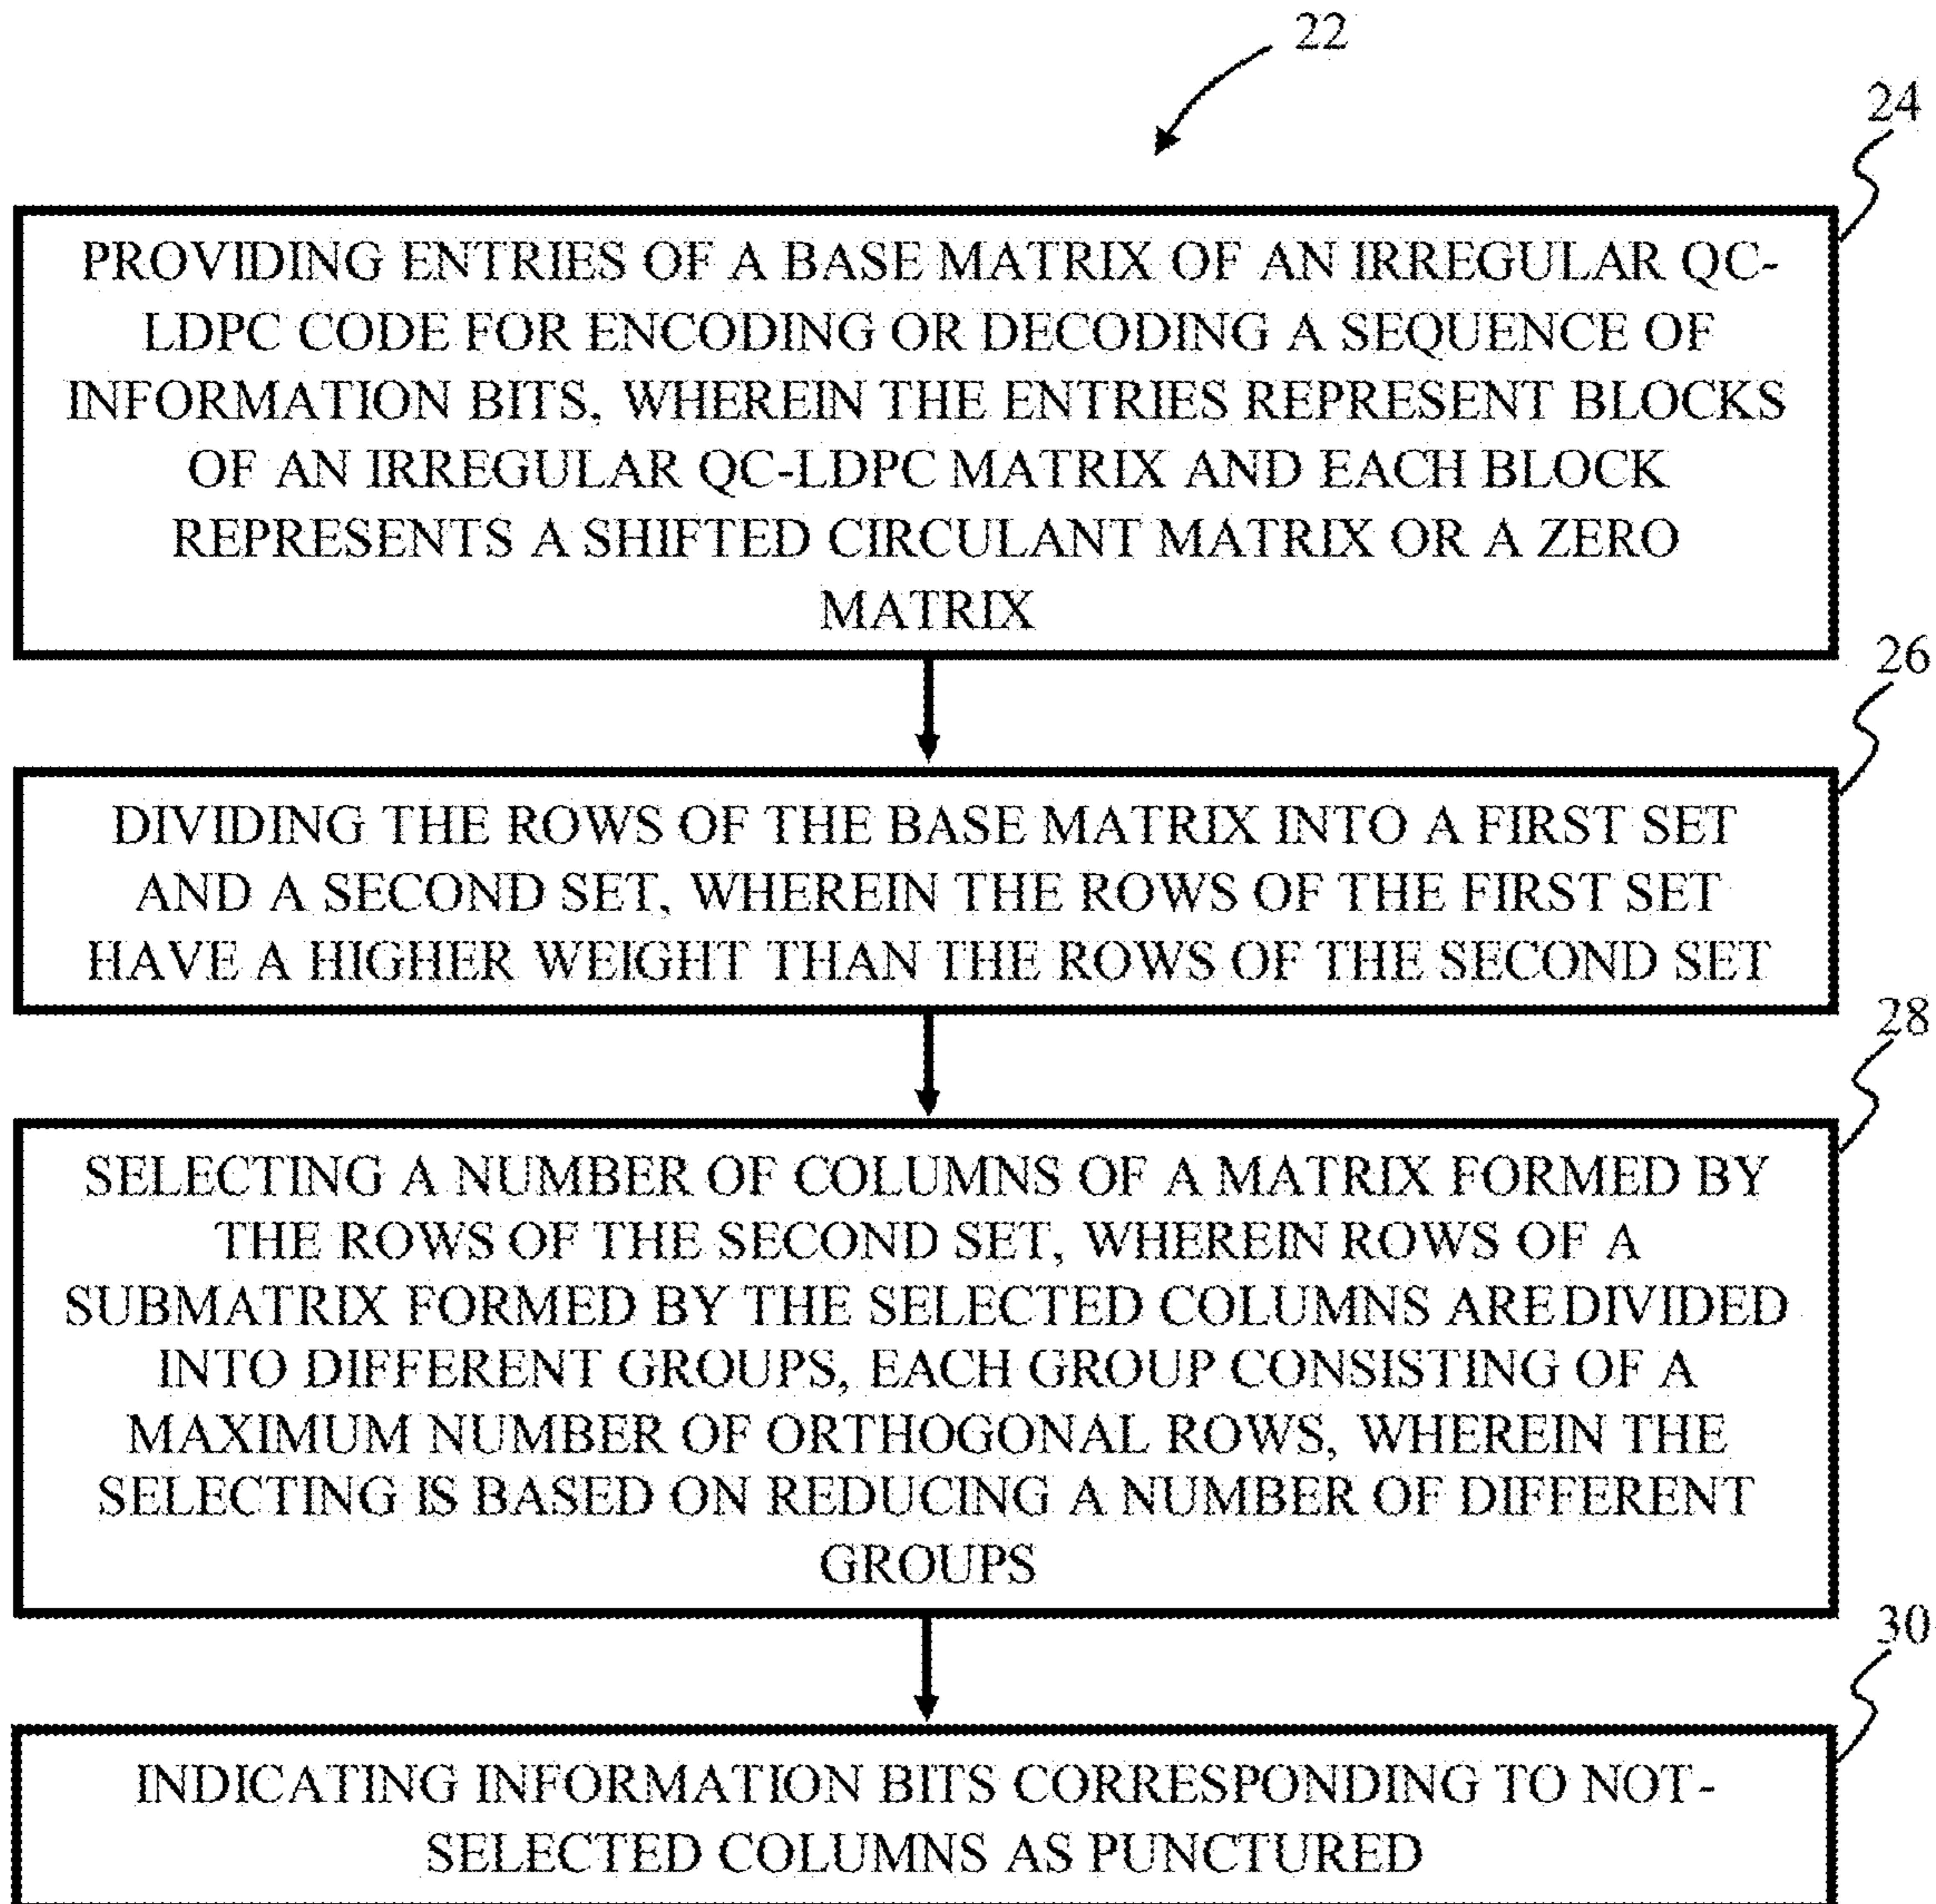 22
24
PROVIDING ENTRIES OF A BASE MATRIX OF AN IRREGULAR QC-
LDPC CODE FOR ENCODING OR DECODING A SEQUENCE OF
INFORMATION BITS, WHEREIN THE ENTRIES REPRESENT BLOCKS
OF AN IRREGULAR QC-LDPC MATRIX AND EACH BLOCK
REPRESENTS A SHIFTED CIRCULANT MATRIX OR A ZERO
MATRIX
26
DIVIDING THE ROWS OF THE BASE MATRIX INTO A FIRST SET
AND A SECOND SET, WHEREIN THE ROWS OF THE FIRST SET
HAVE A HIGHER WEIGHT THAN THE ROWS OF THE SECOND SET
28
SELECTING A NUMBER OF COLUMNS OF A MATRIX FORMED BY
THE ROWS OF THE SECOND SET, WHEREIN ROWS OF A
SUBMATRIX FORMED BY THE SELECTED COLUMNS ARE DIVIDED
INTO DIFFERENT GROUPS, EACH GROUP CONSISTING OF A
MAXIMUM NUMBER OF ORTHOGONAL ROWS, WHEREIN THE
SELECTING IS BASED ON REDUCING A NUMBER OF DIFFERENT
GROUPS
30
INDICATING INFORMATION BITS CORRESPONDING TO NOT-
SELECTED COLUMNS AS PUNCTURED